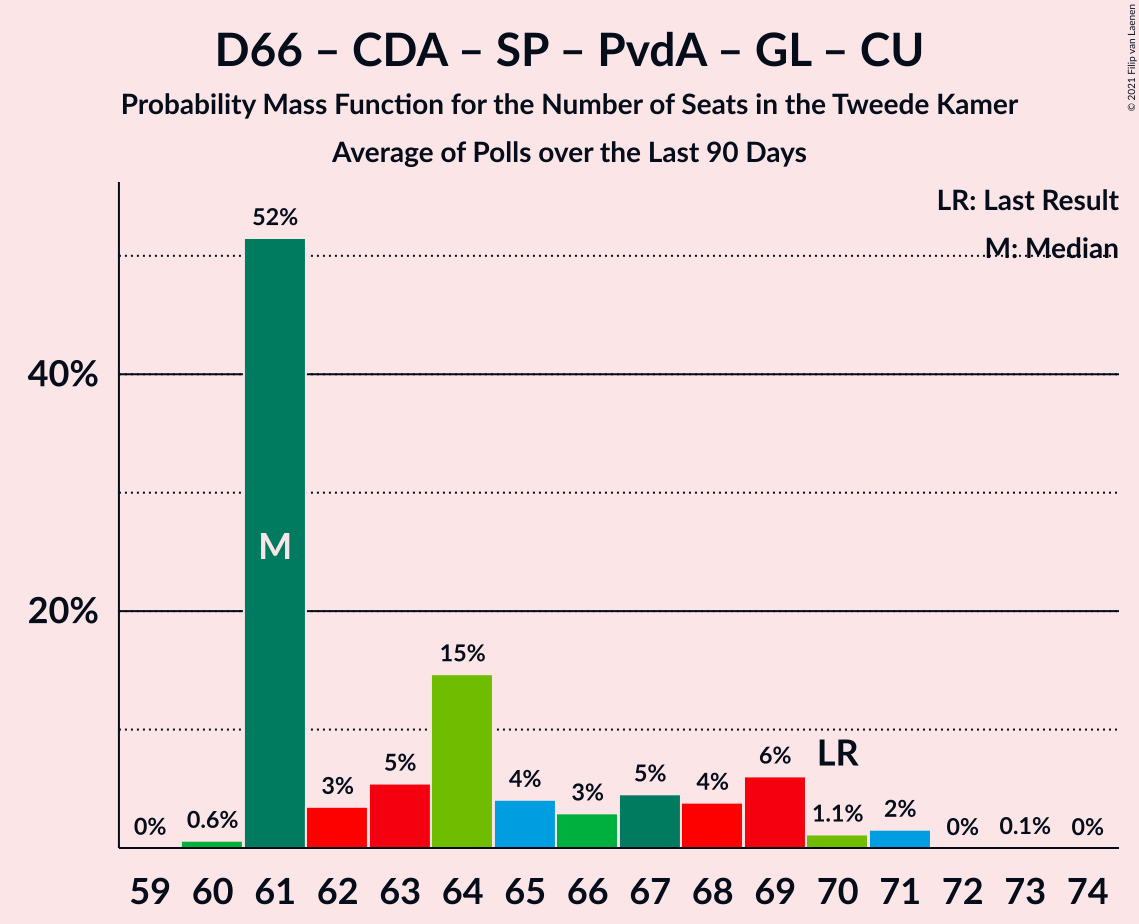 D66 – CDA – SP – PvdA – GL – CU
Probability Mass Function for the Number of Seats in the Tweede Kamer
Average of Polls over the Last 90 Days
© 2021 Filip van Laenen
LR: Last Result
M: Median
40%
20%
0%
0.6%
52%
3%
5%
15%
4%
3%
5%
4%
6%
1.1%
2%
0%
0.1%
0%
M
LR
59 60 61 62 63 64 65 66 67 68 69 70 71 72 73 74